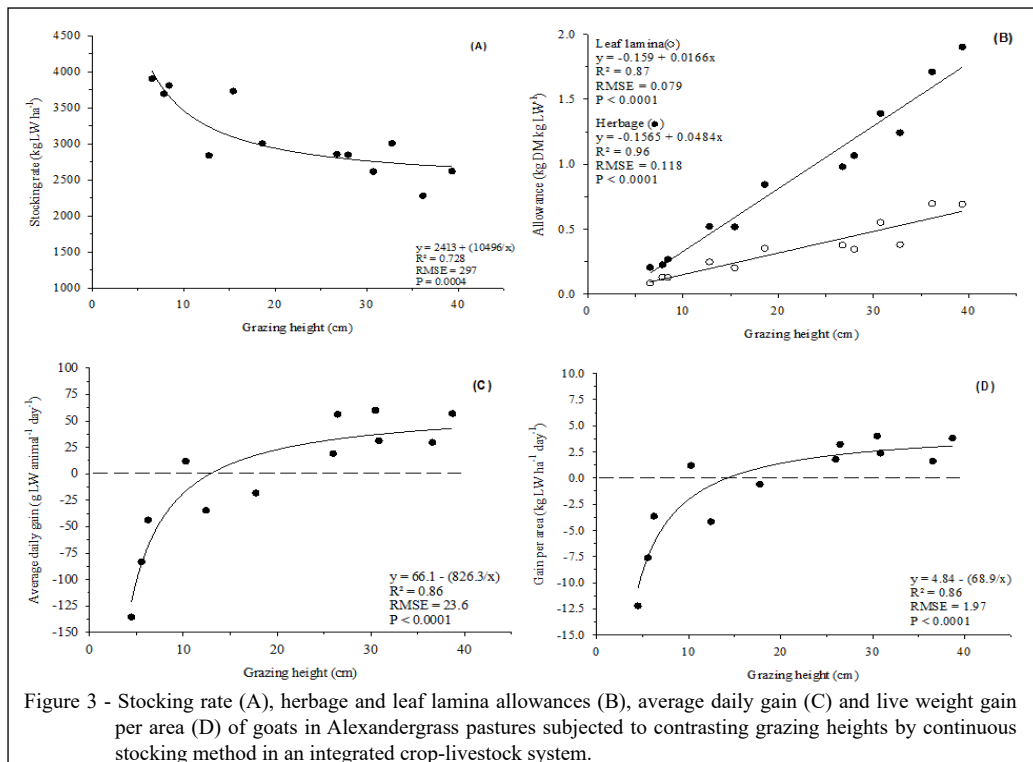 (A)
4500
4000
3500
3000
2500
2000
1500
1000
Stocking rate (kg LW ha⁻¹)
y = 2413 + (10496/x)
R² = 0.728
RMSE = 297
P = 0.0004
0 10 20 30 40
Grazing height (cm)
(B)
2.0
1.5
1.0
0.5
0.0
Allowance (kg DM kg LW⁻¹)
Leaf lamina(○)
y = -0.159 + 0.0166x
R² = 0.87
RMSE = 0.079
P < 0.0001
Herbage (●)
y = -0.1565 + 0.0484x
R² = 0.96
RMSE = 0.118
P < 0.0001
0 10 20 30 40
Grazing height (cm)
(C)
100
75
50
25
0
-25
-50
-75
-100
-125
-150
Average daily gain (g LW animal⁻¹ day⁻¹)
y = 66.1 - (826.3/x)
R² = 0.86
RMSE = 23.6
P < 0.0001
0 10 20 30 40
Grazing height (cm)
(D)
10.0
7.5
5.0
2.5
0.0
-2.5
-5.0
-7.5
-10.0
-12.5
-15.0
Gain per area (kg LW ha⁻¹ day⁻¹)
y = 4.84 - (68.9/x)
R² = 0.86
RMSE = 1.97
P < 0.0001
0 10 20 30 40
Grazing height (cm)
Figure 3 - Stocking rate (A), herbage and leaf lamina allowances (B), average daily gain (C) and live weight gain
per area (D) of goats in Alexandergrass pastures subjected to contrasting grazing heights by continuous
stocking method in an integrated crop-livestock system.